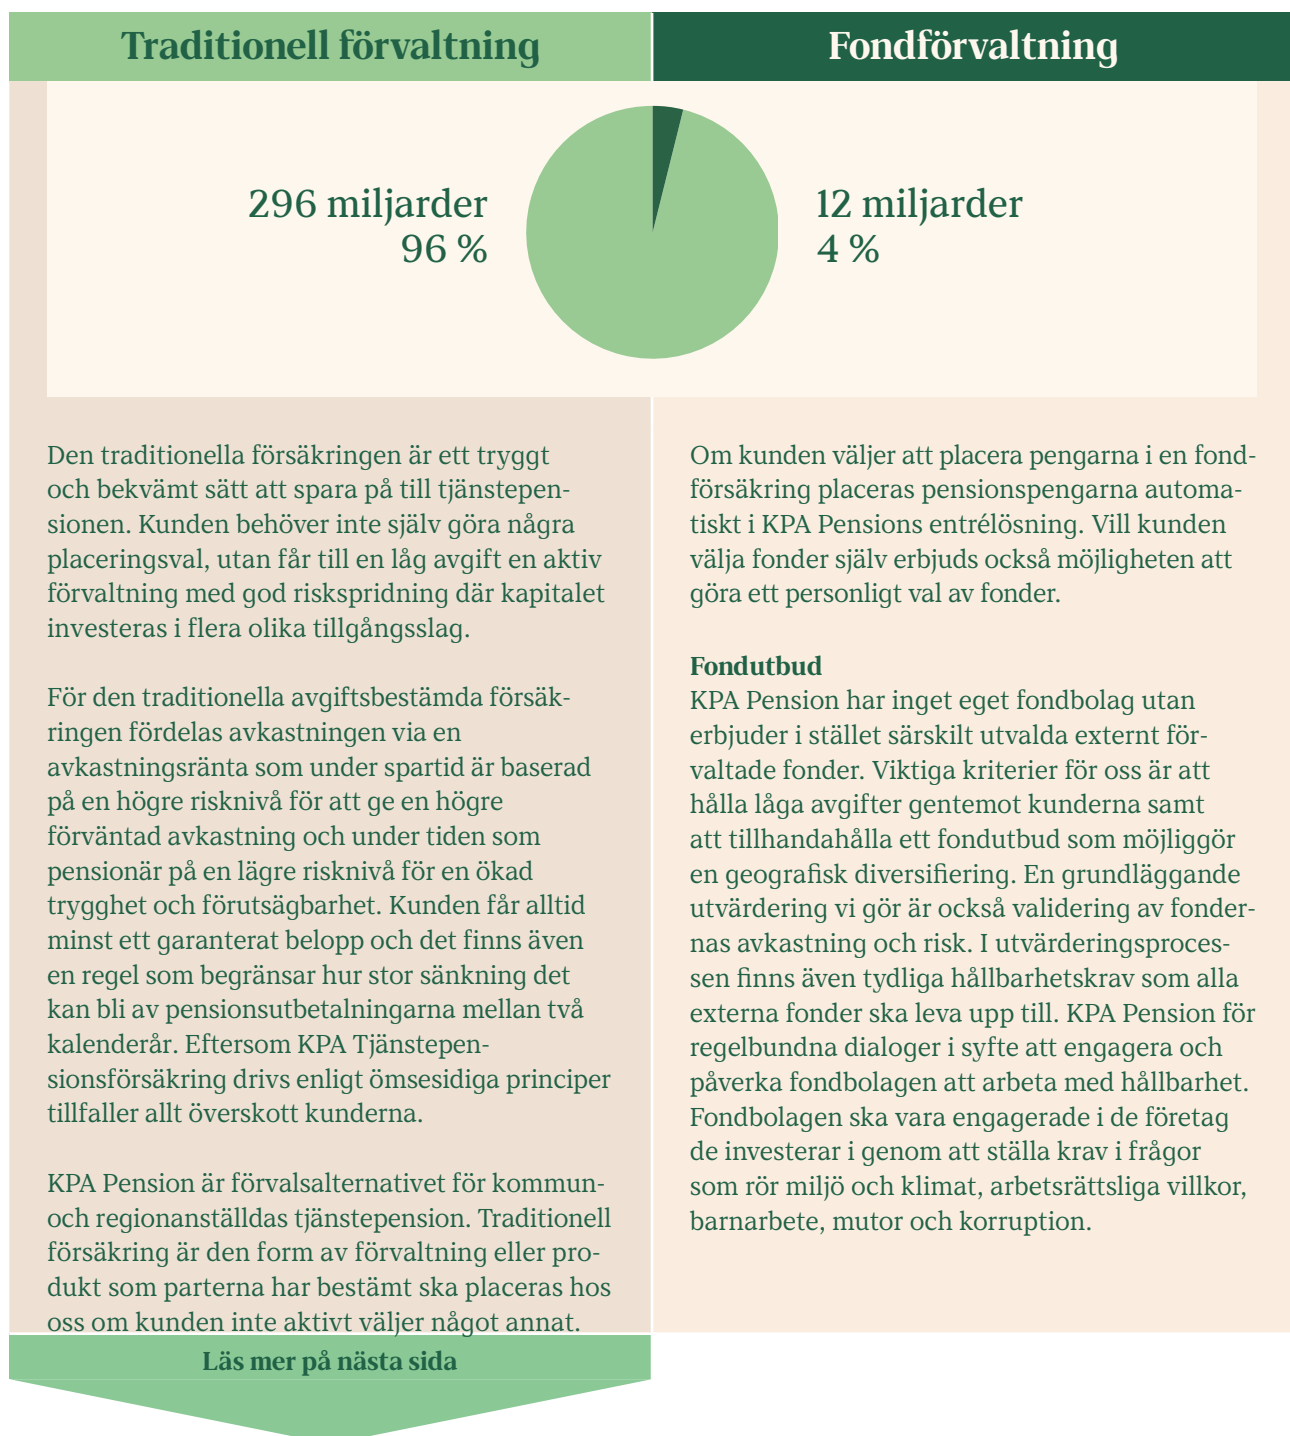 Traditionell förvaltning
Fondförvaltning
296 miljarder
96 %
12 miljarder
4 %
Den traditionella försäkringen är ett tryggt
och bekvämt sätt att spara på till tjänstepen-
sionen. Kunden behöver inte själv göra några
placeringsval, utan får till en låg avgift en aktiv
förvaltning med god riskspridning där kapitalet
investeras i flera olika tillgångsslag.
För den traditionella avgiftsbestämda försäk-
ringen fördelas avkastningen via en
avkastningsränta som under spartid är baserad
på en högre risknivå för att ge en högre
förväntad avkastning och under tiden som
pensionär på en lägre risknivå för en ökad
trygghet och förutsägbarhet. Kunden får alltid
minst ett garanterat belopp och det finns även
en regel som begränsar hur stor sänkning det
kan bli av pensionsutbetalningarna mellan två
kalenderår. Eftersom KPA Tjänstepen-
sionsförsäkring drivs enligt ömsesidiga principer
tillfaller allt överskott kunderna.
KPA Pension är förvalsalternativet för kommun-
och regionanställdas tjänstepension. Traditionell
försäkring är den form av förvaltning eller pro-
dukt som parterna har bestämt ska placeras hos
oss om kunden inte aktivt väljer något annat.
Läs mer på nästa sida
Om kunden väljer att placera pengarna i en fond-
försäkring placeras pensionspengarna automa-
tiskt i KPA Pensions entrélösning. Vill kunden
välja fonder själv erbjuds också möjligheten att
göra ett personligt val av fonder.
Fondutbud
KPA Pension har inget eget fondbolag utan
erbjuder i stället särskilt utvalda externt för-
valtade fonder. Viktiga kriterier för oss är att
hålla låga avgifter gentemot kunderna samt
att tillhandahålla ett fondutbud som möjliggör
en geografisk diversifiering. En grundläggande
utvärdering vi gör är också validering av fonder-
nas avkastning och risk. I utvärderingsproces-
sen finns även tydliga hållbarhetskrav som alla
externa fonder ska leva upp till. KPA Pension för
regelbundna dialoger i syfte att engagera och
påverka fondbolagen att arbeta med hållbarhet.
Fondbolagen ska vara engagerade i de företag
de investerar i genom att ställa krav i frågor
som rör miljö och klimat, arbetsrättsliga villkor,
barnarbete, mutor och korruption.